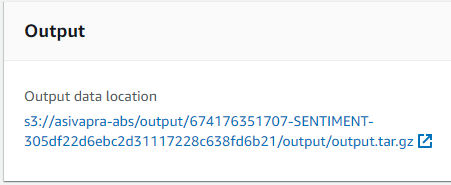 Output
Output data location
s3://asivapra-abs/output/674176351707-SENTIMENT-
305df22d6ebc2d31117228c638fd6b21/output/output.tar.gz